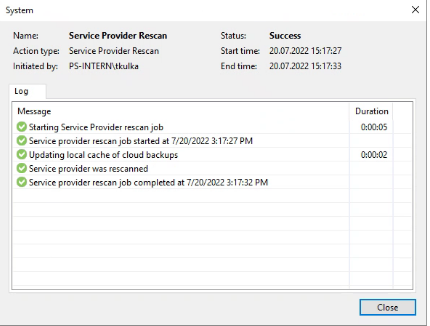 System
Name: Service Provider Rescan Status: Success
Action type: Service Provider Rescan Start time: 20.07.2022 15:17:27
Initiated by: PS-INTERN\tkulka End time: 20.07.2022 15:17:33
Log
Message Duration
Starting Service Provider rescan job 0:00:05
Service provider rescan job started at 7/20/2022 3:17:27 PM
Updating local cache of cloud backups 0:00:02
Service provider was rescanned
Service provider rescan job completed at 7/20/2022 3:17:32 PM
Close